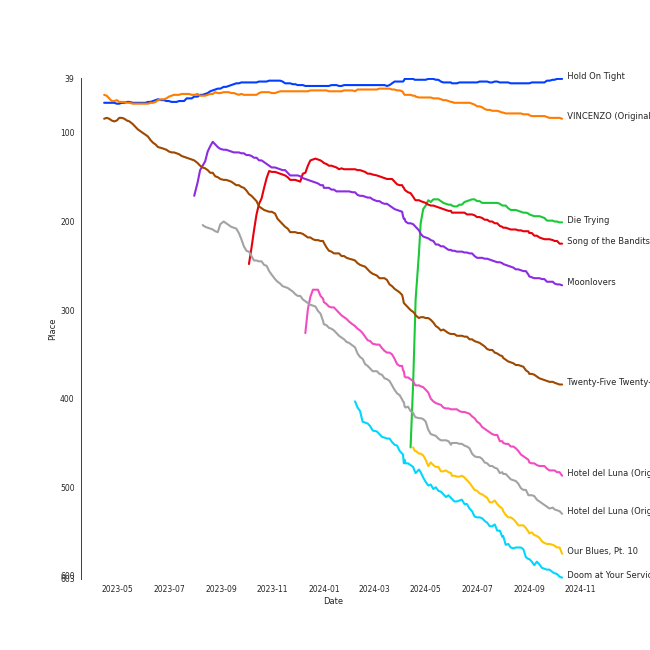 39
100
200
300
400
500
600
603
Place
Hold On Tight
VINCENZO (Original
Die Trying
Song of the Bandits
Moonlovers
Twenty-Five Twenty-
Hotel del Luna (Orig
Hotel del Luna (Orig
Our Blues, Pt. 10
Doom at Your Servic
2023-05 2023-07 2023-09 2023-11 2024-01 2024-03 2024-05 2024-07 2024-09 2024-11
Date